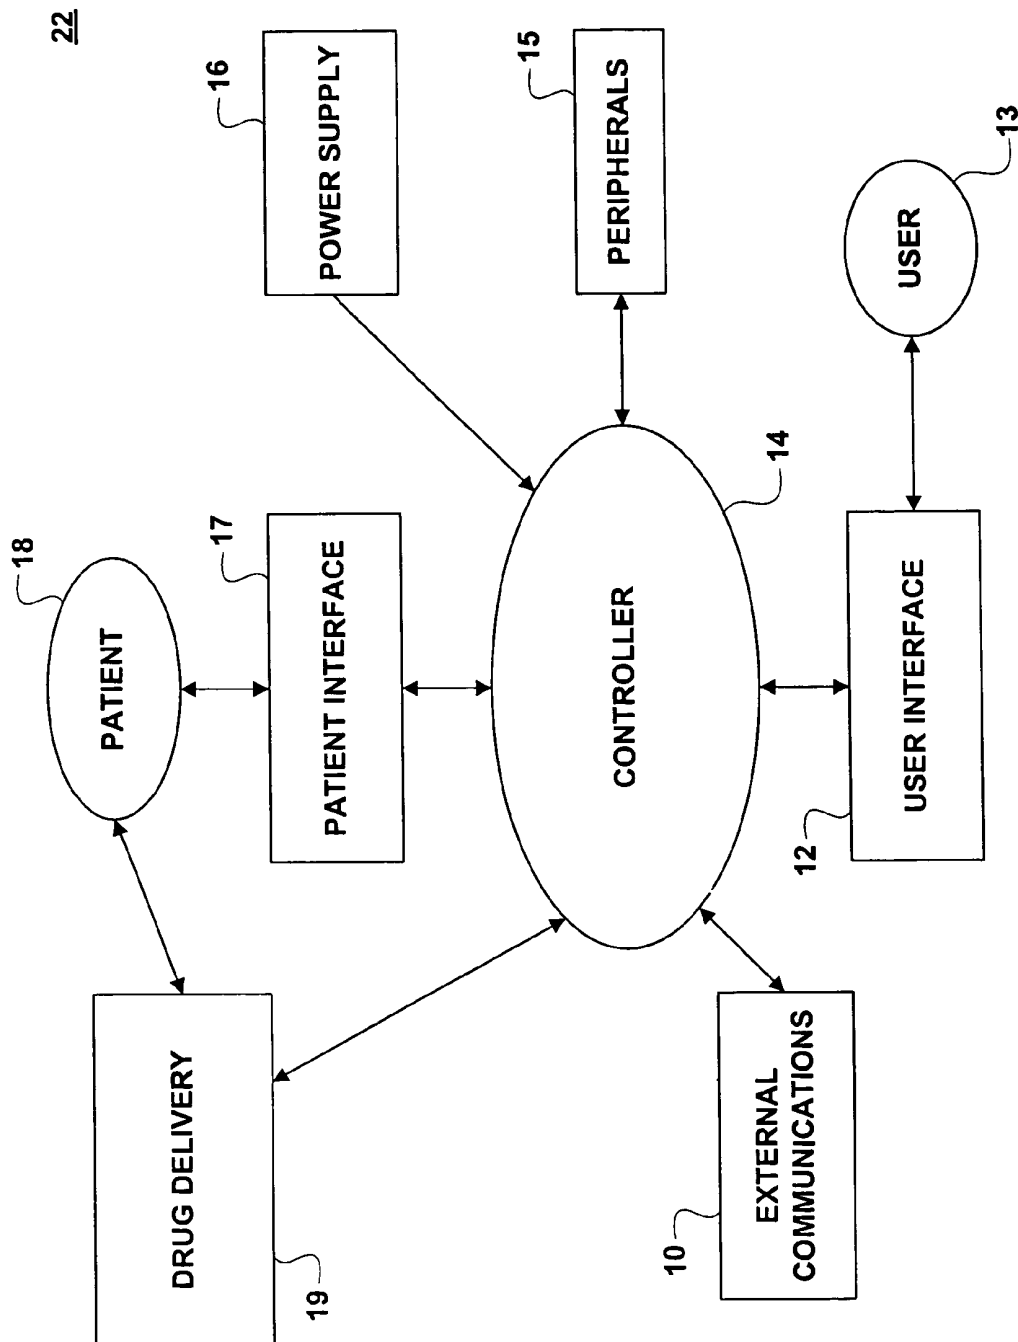 22
DRUG DELIVERY
19
PATIENT
18
POWER SUPPLY
16
PATIENT INTERFACE
17
PERIPHERALS
15
CONTROLLER
14
EXTERNAL
COMMUNICATIONS
10
USER INTERFACE
12
USER
13